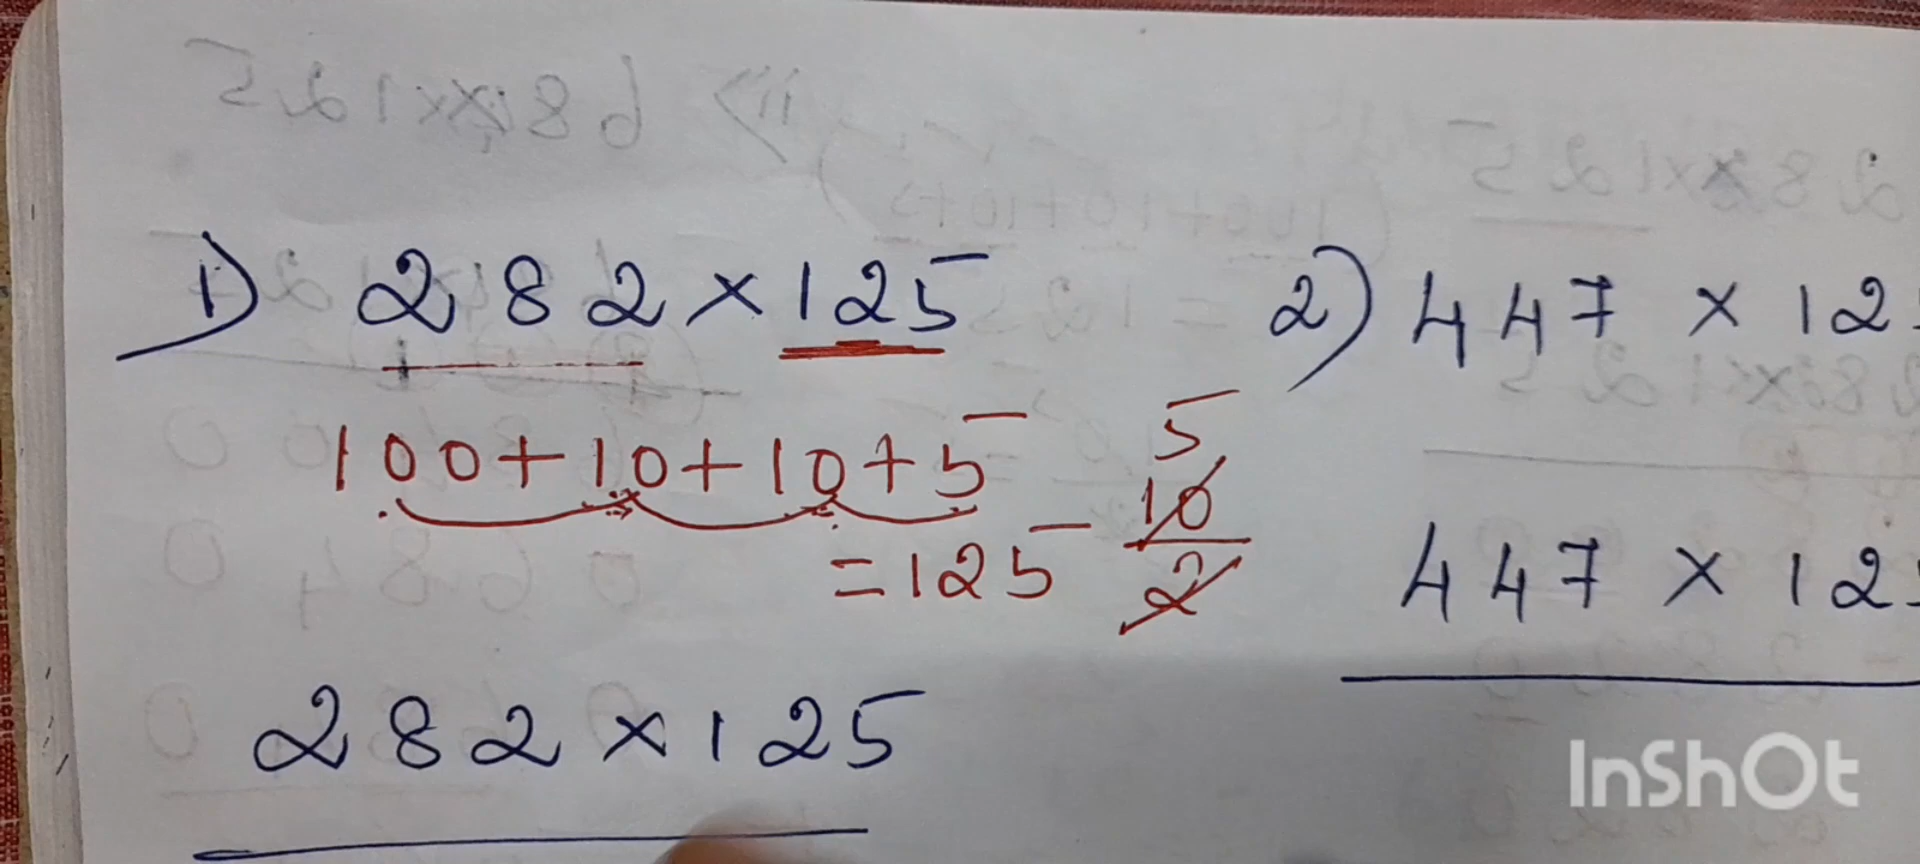 1) 282 × 125
100 + 10 + 10 + 5
= 125
5
10
2
282 × 125
2) 447 × 12
447 × 12
InShOt